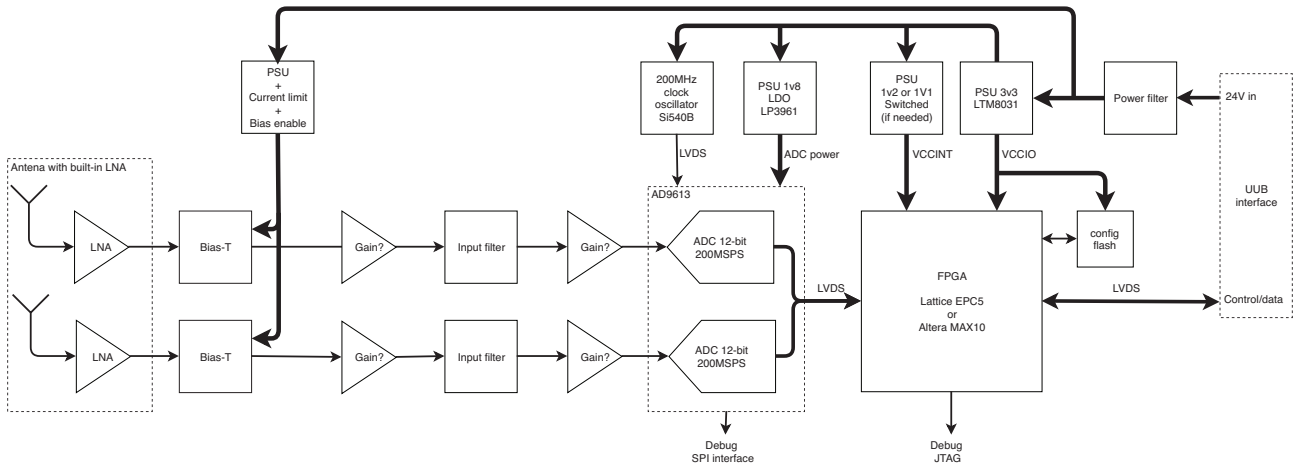 PSU
+
Current limit
+
Bias enable
200MHz
clock
oscillator
Si540B
PSU 1v8
LDO
LP3961
PSU
1v2 or 1V1
Switched
(if needed)
PSU 3v3
LTM8031
Power filter
24V in
LVDS
ADC power
VCCINT
VCCIO
Antena with built-in LNA
AD9613
UUB
interface
LNA
Bias-T
Gain?
Input filter
Gain?
ADC 12-bit
200MSPS
config
flash
FPGA
Lattice EPC5
or
Altera MAX10
LVDS
LVDS
Control/data
LNA
Bias-T
Gain?
Input filter
Gain?
ADC 12-bit
200MSPS
Debug
SPI interface
Debug
JTAG